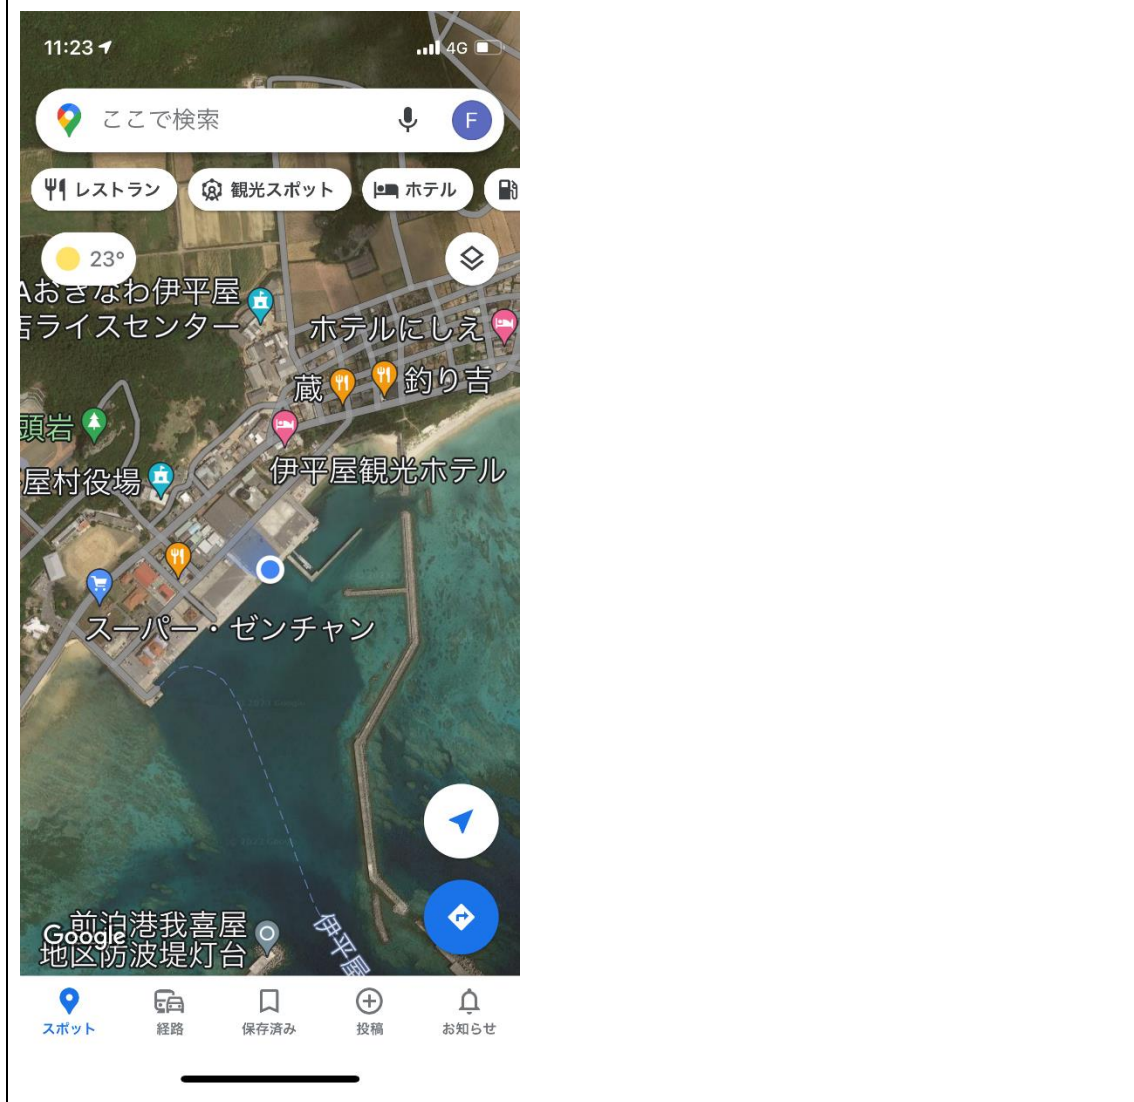 11:23
4G
ここで検索
F
レストラン
観光スポット
ホテル
23°
Aおきなわ伊平屋
店ライスセンター
ホテルにしえ
蔵
釣り吉
頭岩
伊平屋観光ホテル
屋村役場
スーパー・ゼンチャン
前泊港我喜屋
地区防波堤灯台
Google
伊平屋
スポット
経路
保存済み
投稿
お知らせ